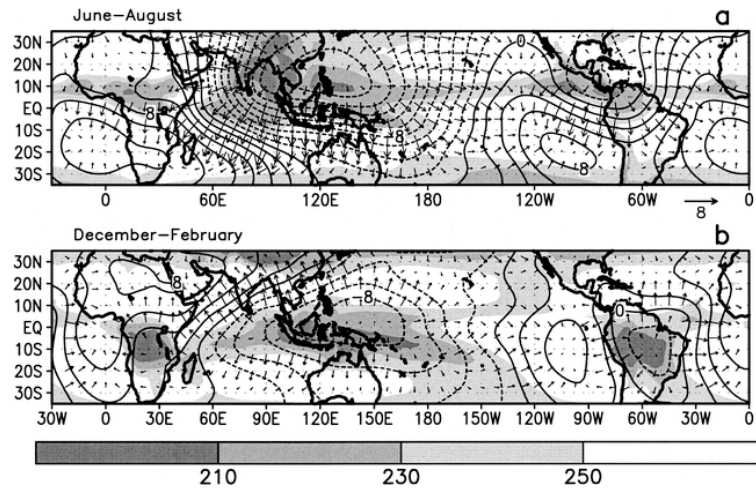 June–August
a
30N
0
20N
10N
EQ
8
10S
8
20S
8
30S
0
60E
120E
180
120W
60W
0
8
December–February
b
30N
20N
8
10N
-8
0
EQ
10S
20S
30S
30W
0
30E
60E
90E
120E
150E
180
150W
120W
90W
60W
30W
0
210
230
250